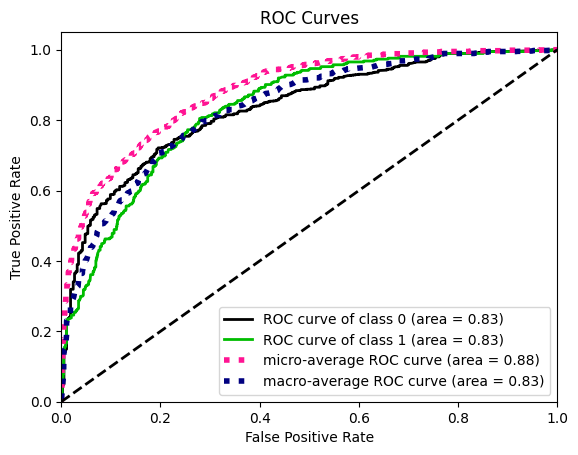 ROC Curves
1.0
0.8
0.6
0.4
0.2
0.0
True Positive Rate
ROC curve of class 0 (area = 0.83)
ROC curve of class 1 (area = 0.83)
micro-average ROC curve (area = 0.88)
macro-average ROC curve (area = 0.83)
0.0 0.2 0.4 0.6 0.8 1.0
False Positive Rate